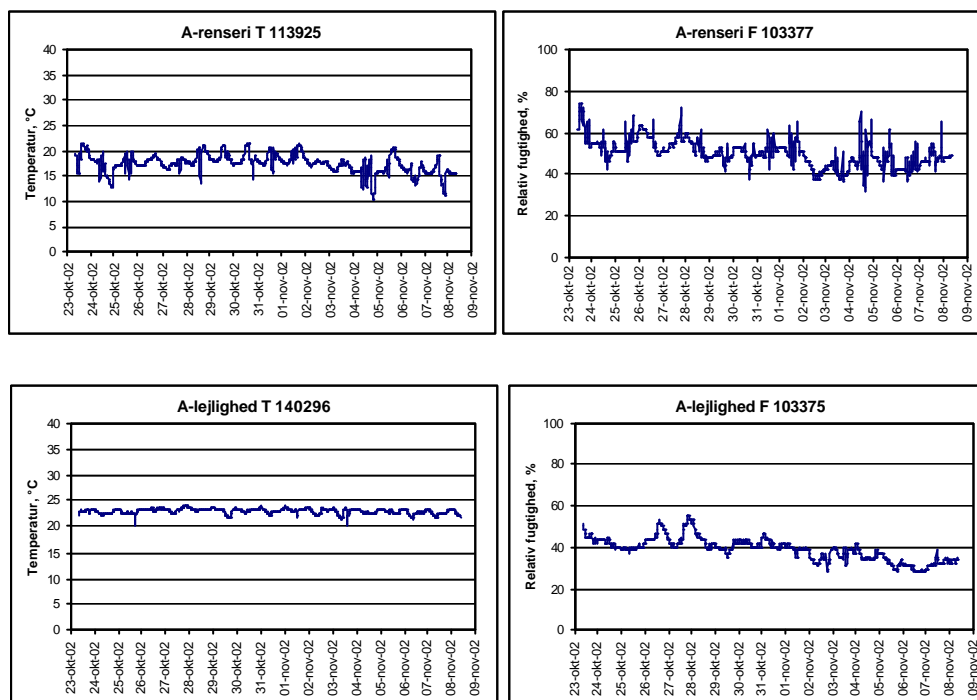 A-renseri T 113925
Temperatur, °C
40
35
30
25
20
15
10
5
0
23-okt-02
24-okt-02
25-okt-02
26-okt-02
27-okt-02
28-okt-02
29-okt-02
30-okt-02
31-okt-02
01-nov-02
02-nov-02
03-nov-02
04-nov-02
05-nov-02
06-nov-02
07-nov-02
08-nov-02
09-nov-02
A-renseri F 103377
Relativ fugtighed, %
100
80
60
40
20
0
23-okt-02
24-okt-02
25-okt-02
26-okt-02
27-okt-02
28-okt-02
29-okt-02
30-okt-02
31-okt-02
01-nov-02
02-nov-02
03-nov-02
04-nov-02
05-nov-02
06-nov-02
07-nov-02
08-nov-02
09-nov-02
A-lejlighed T 140296
Temperatur, °C
40
35
30
25
20
15
10
5
0
23-okt-02
24-okt-02
25-okt-02
26-okt-02
27-okt-02
28-okt-02
29-okt-02
30-okt-02
31-okt-02
01-nov-02
02-nov-02
03-nov-02
04-nov-02
05-nov-02
06-nov-02
07-nov-02
08-nov-02
09-nov-02
A-lejlighed F 103375
Relativ fugtighed, %
100
80
60
40
20
0
23-okt-02
24-okt-02
25-okt-02
26-okt-02
27-okt-02
28-okt-02
29-okt-02
30-okt-02
31-okt-02
01-nov-02
02-nov-02
03-nov-02
04-nov-02
05-nov-02
06-nov-02
07-nov-02
08-nov-02
09-nov-02